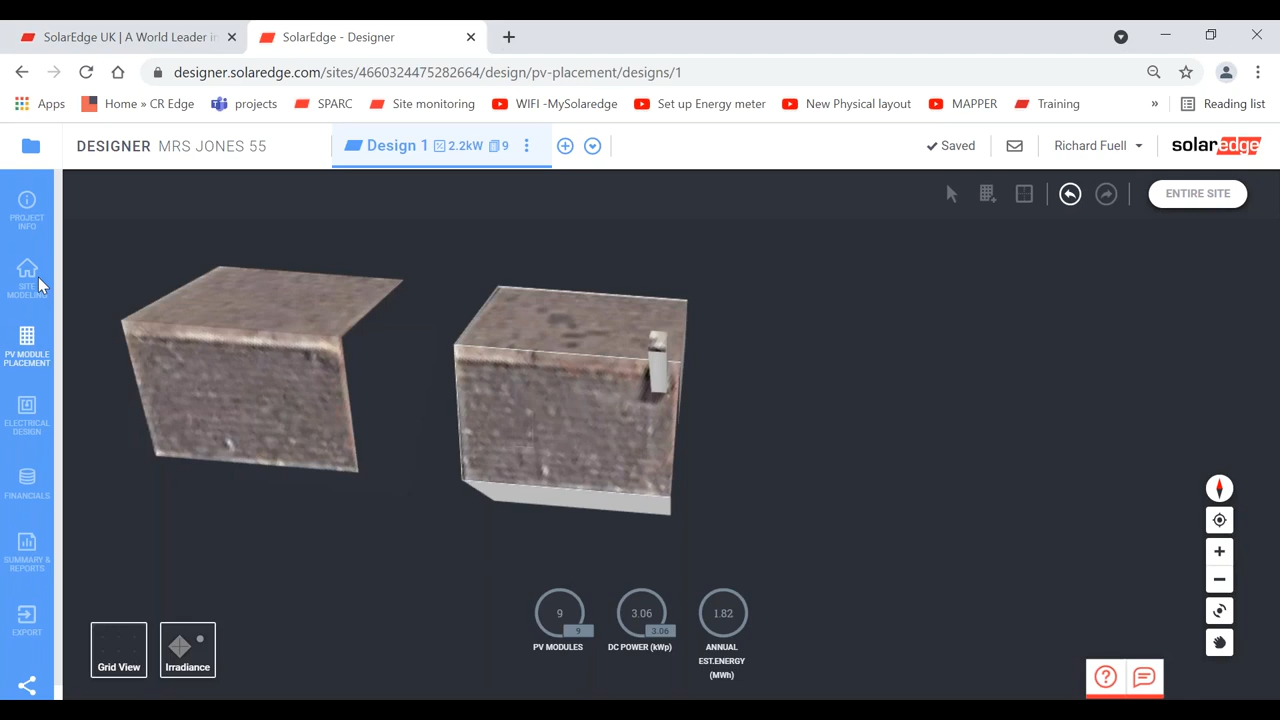 SolarEdge UK | A World Leader in
SolarEdge - Designer
designer.solaredge.com/sites/4660324475282664/design/pv-placement/designs/1
Apps
Home » CR Edge
projects
SPARC
Site monitoring
WIFI -MySolaredge
Set up Energy meter
New Physical layout
MAPPER
Training
»
Reading list
DESIGNER MRS JONES 55
Design 1 2.2kW 9
Saved
Richard Fuell
solaredge
ENTIRE SITE
PROJECT
INFO
SITE
MODELING
PV MODULE
PLACEMENT
ELECTRICAL
DESIGN
FINANCIALS
SUMMARY &
REPORTS
EXPORT
Grid View
Irradiance
9
9
PV MODULES
3.06
3.06
DC POWER (kWp)
1.82
ANNUAL
EST.ENERGY
(MWh)